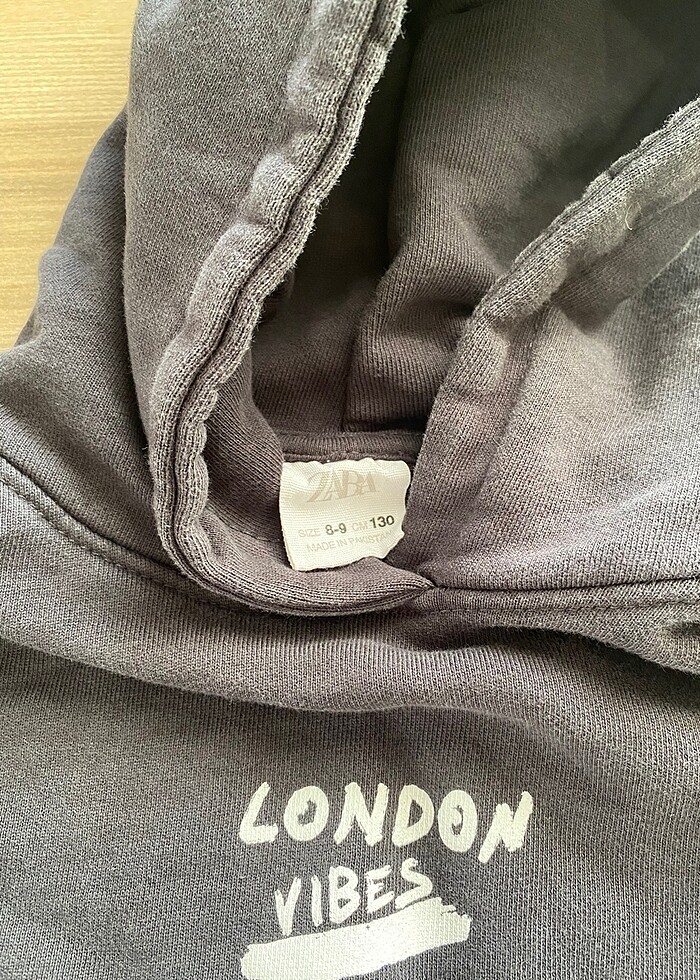 ZARA
SIZE 8-9 CM 130
MADE IN PAKISTAN
LONDON
VIBES